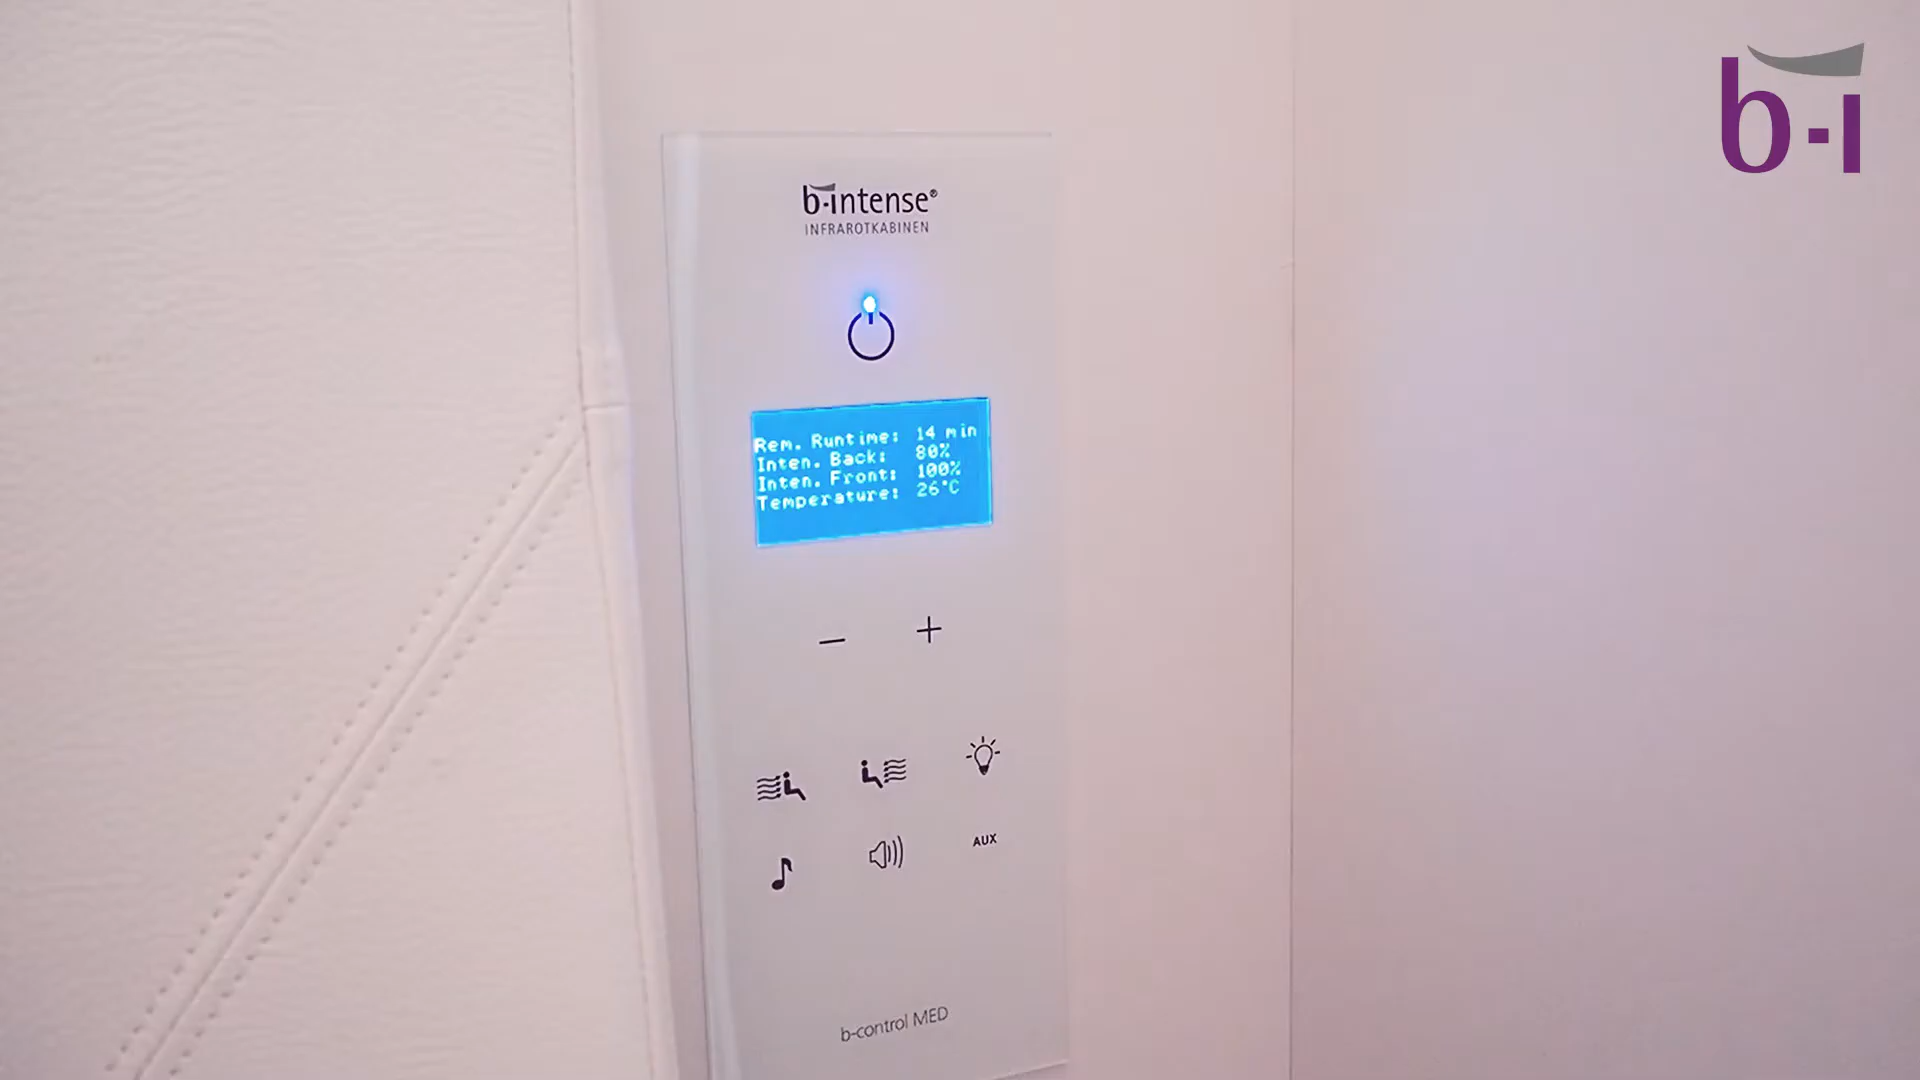 b-i
b-intense®
INFRAROTKABINEN
Rem. Runtime: 14 min
Inten. Back: 80%
Inten. Front: 100%
Temperature: 26°C
− +
AUX
b-control MED